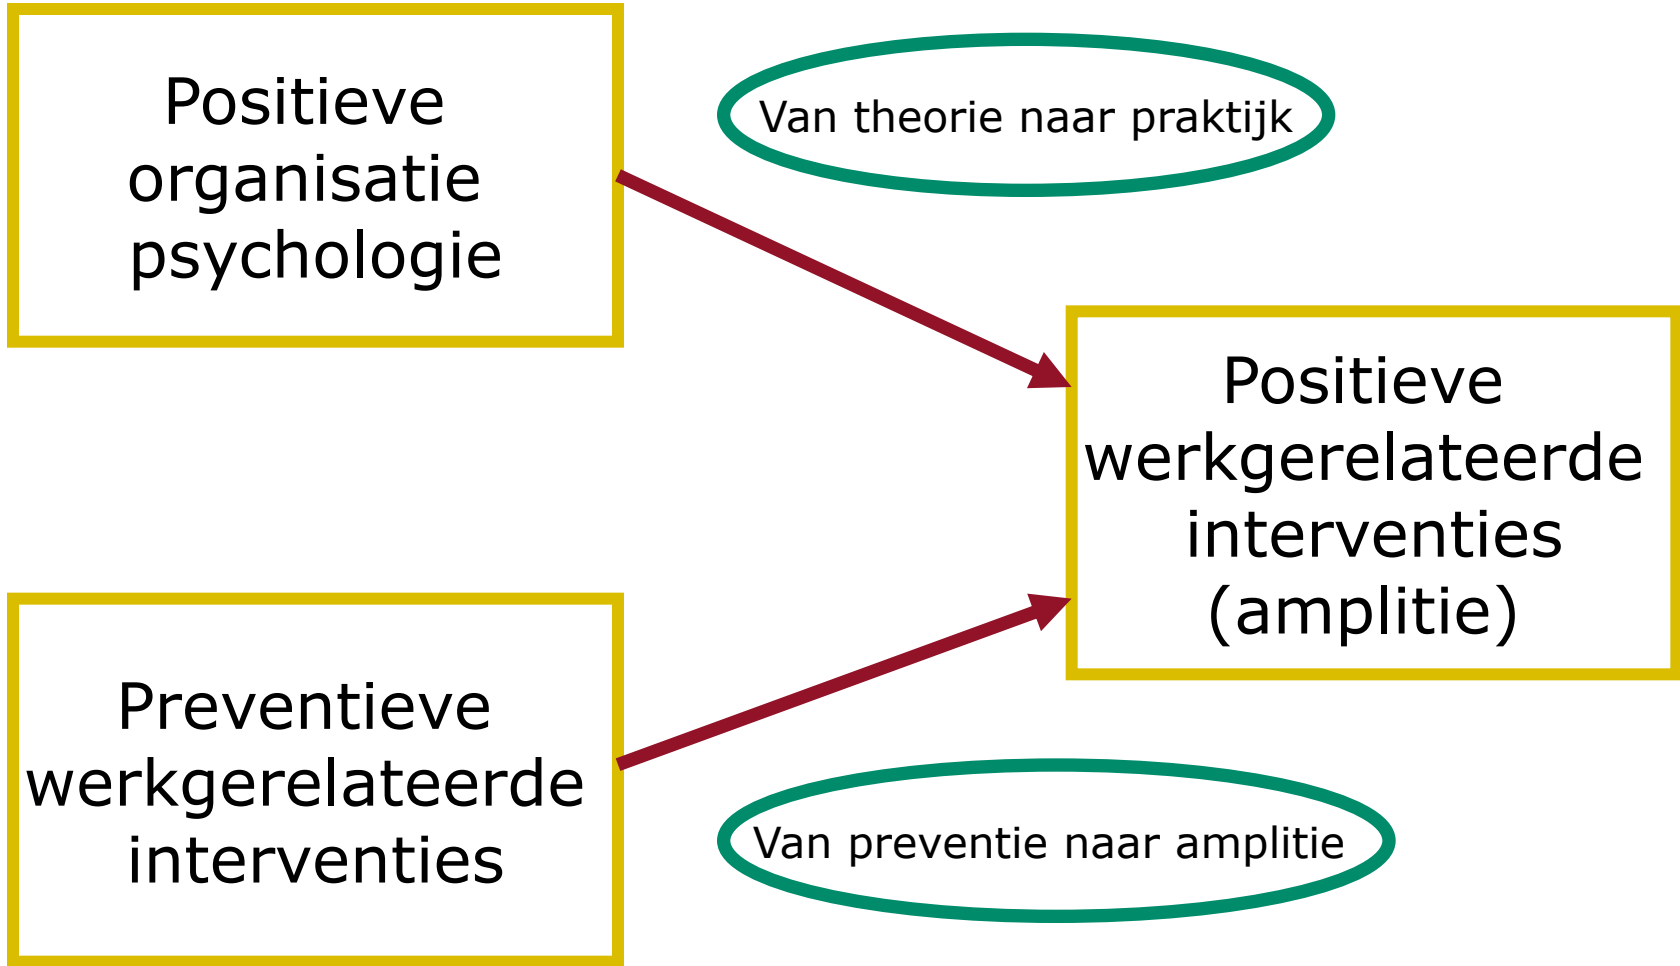 Positieve
organisatie
psychologie
Van theorie naar praktijk
Positieve
werkgerelateerde
interventies
(amplitie)
Preventieve
werkgerelateerde
interventies
Van preventie naar amplitie